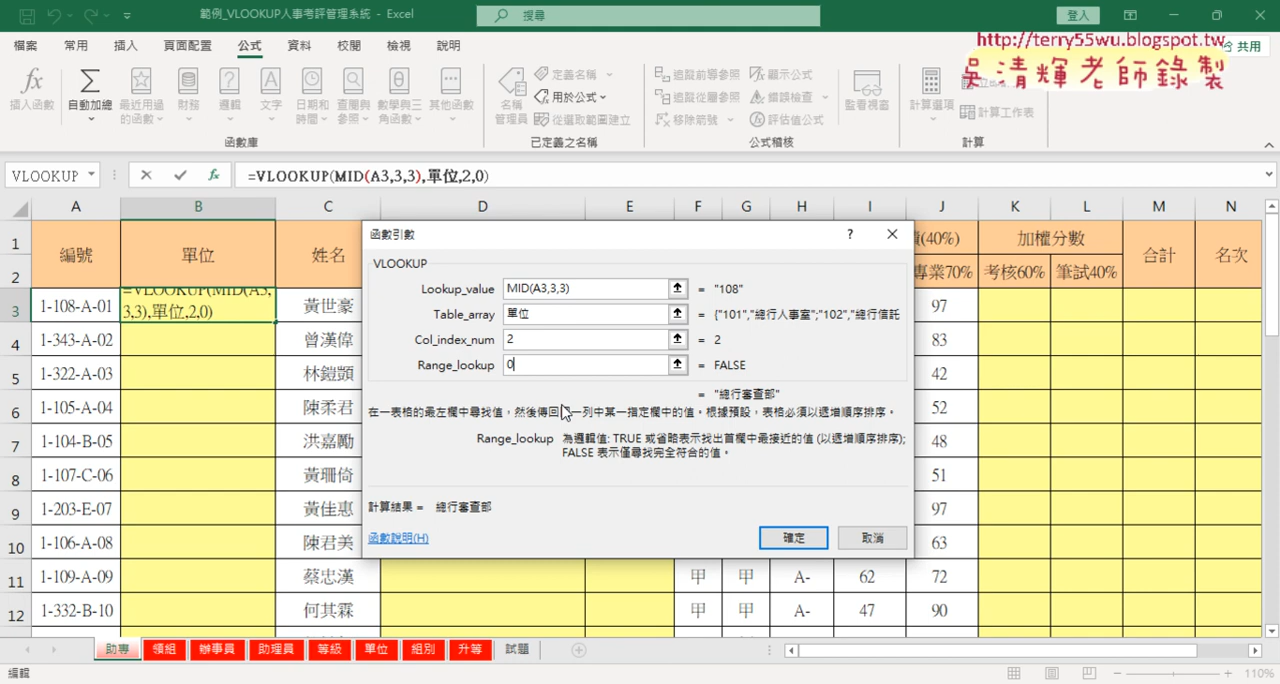 範例_VLOOKUP人事考評管理系統 - Excel
搜尋
登入
檔案 常用 插入 頁面配置 公式 資料 校閱 檢視 說明
共用
http://terry55wu.blogspot.tw
吳清輝老師錄製
插入函數
自動加總
最近用過的函數
財務
邏輯
文字
日期和時間
查閱與參照
數學與三角函數
其他函數
函數庫
名稱管理員
定義名稱
用於公式
從選取範圍建立
已定義之名稱
追蹤前導參照
追蹤從屬參照
移除箭號
顯示公式
錯誤檢查
評估值公式
公式稽核
監看視窗
計算選項
計算工作表
計算
VLOOKUP
fx
=VLOOKUP(MID(A3,3,3),單位,2,0)
A B C D E F G H I J K L M N
1 編號 單位 姓名 (40%) 加權分數 合計 名次
2 專業70% 考核60% 筆試40%
3 1-108-A-01 =VLOOKUP(MID(A3,3,3),單位,2,0) 黃世豪 97
4 1-343-A-02 曾漢偉 83
5 1-322-A-03 林鎧顗 42
6 1-105-A-04 陳柔君 52
7 1-104-B-05 洪嘉勵 48
8 1-107-C-06 黃珊倚 51
9 1-203-E-07 黃佳惠 97
10 1-106-A-08 陳君美 63
11 1-109-A-09 蔡忠漢 甲 甲 A- 62 72
12 1-332-B-10 何其霖 甲 甲 A- 47 90
函數引數 ?
VLOOKUP
Lookup_value MID(A3,3,3) = "108"
Table_array 單位 = {"101","總行人事室";"102","總行信託
Col_index_num 2 = 2
Range_lookup 0 = FALSE
= "總行審查部"
在一表格的最左欄中尋找值，然後傳回同一列中某一指定欄中的值。根據預設，表格必須以遞增順序排序。
Range_lookup 為邏輯值: TRUE 或省略表示找出首欄中最接近的值 (以遞增順序排序);
FALSE 表示僅尋找完全符合的值。
計算結果 = 總行審查部
函數說明(H)
確定 取消
助專 領組 辦事員 助理員 等級 單位 組別 升等 試題
編輯
110%